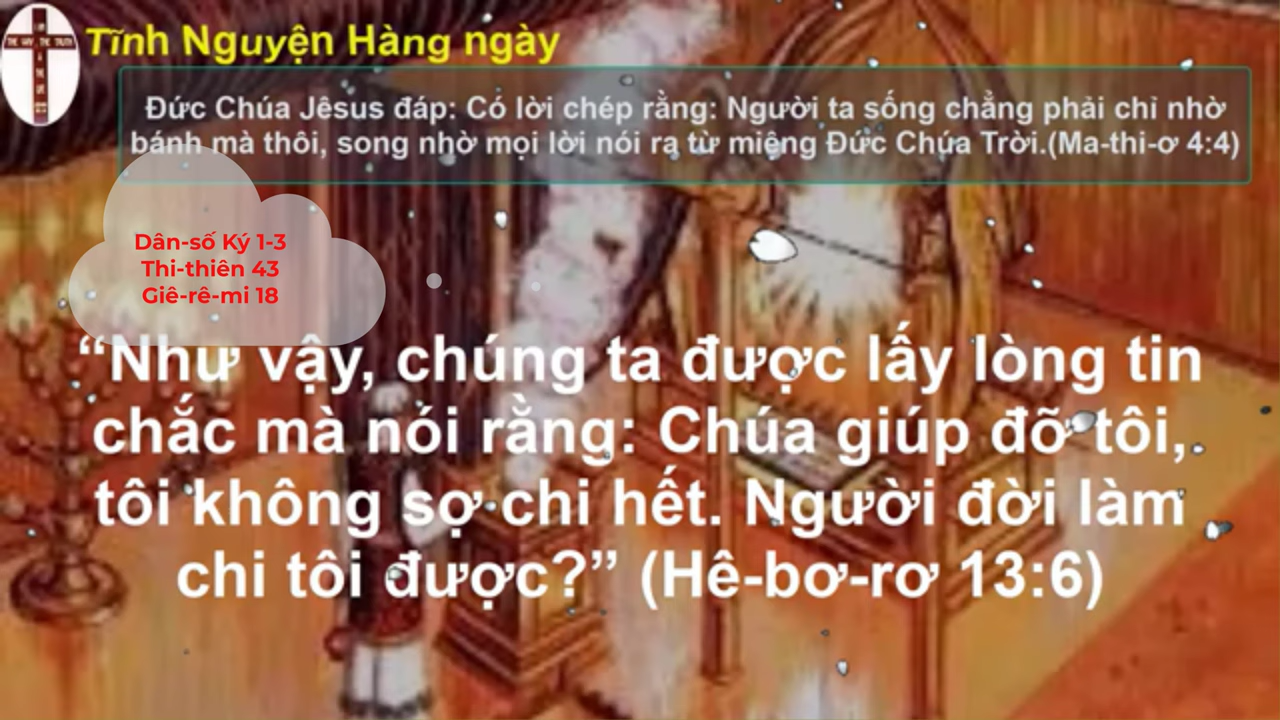 Tĩnh Nguyện Hàng ngày
Đức Chúa Jêsus đáp: Có lời chép rằng: Người ta sống chẳng phải chỉ nhờ
bánh mà thôi, song nhờ mọi lời nói ra từ miệng Đức Chúa Trời.(Ma-thi-ơ 4:4)
Dân-số Ký 1-3
Thi-thiên 43
Giê-rê-mi 18
“Như vậy, chúng ta được lấy lòng tin
chắc mà nói rằng: Chúa giúp đỡ tôi,
tôi không sợ chi hết. Người đời làm
chi tôi được?” (Hê-bơ-rơ 13:6)